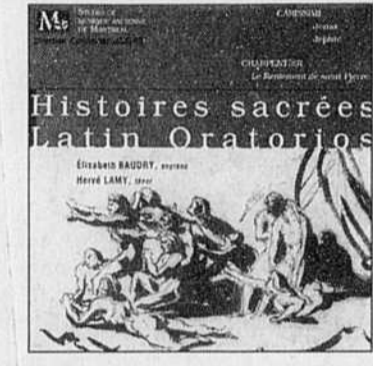 STUDIO DE
MUSIQUE ANCIENNE
DE MONTRÉAL
CARISSIMI
Jonas
Jephté
CHARPENTIER
Le Reniement de saint Pierre
Histoires sacrées
Latin Oratorios
Élisabeth BAUDRY, soprano
Hervé LAMY, ténor